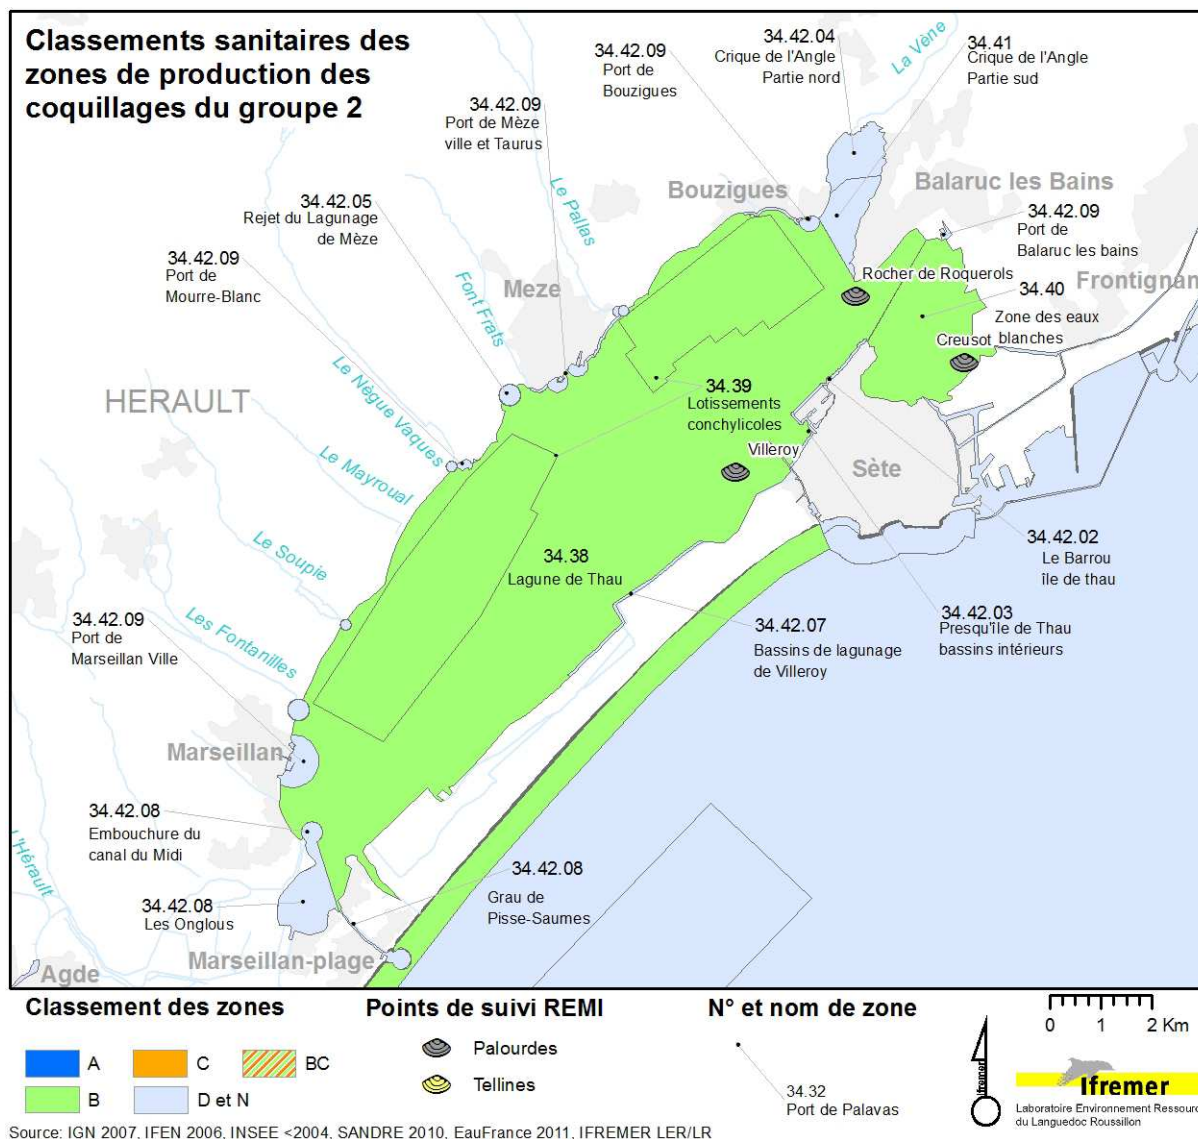 Classements sanitaires des
zones de production des
coquillages du groupe 2
34.42.09
Port de
Bouzigues
34.42.04
Crique de l'Angle
Partie nord
La Vène
34.41
Crique de l'Angle
Partie sud
34.42.09
Port de Mèze
ville et Taurus
Le Pallas
Bouzigues
Balaruc les Bains
34.42.05
Rejet du Lagunage
de Mèze
34.42.09
Port de
Balaruc les bains
34.42.09
Port de
Mourre-Blanc
Font Frats
Meze
Rocher de Roquerols
Frontignan
34.40
Zone des eaux
blanches
Creusot
HERAULT
Le Nègue Vaques
34.39
Lotissements
conchylicoles
Le Mayroual
Villeroy
Sète
Le Soupie
34.38
Lagune de Thau
34.42.02
Le Barrou
île de thau
34.42.09
Port de
Marseillan Ville
Les Fontanilles
34.42.07
Bassins de lagunage
de Villeroy
34.42.03
Presqu'île de Thau
bassins intérieurs
Marseillan
34.42.08
Embouchure du
canal du Midi
L'Hérault
34.42.08
Grau de
Pisse-Saumes
34.42.08
Les Onglous
Marseillan-plage
Agde
Classement des zones
A
C
BC
B
D et N
Points de suivi REMI
Palourdes
Tellines
N° et nom de zone
34.32
Port de Palavas
0 1 2 Km
Ifremer
Ifremer
Laboratoire Environnement Ressourc
du Languedoc Roussillon
Source: IGN 2007, IFEN 2006, INSEE <2004, SANDRE 2010, EauFrance 2011, IFREMER LER/LR